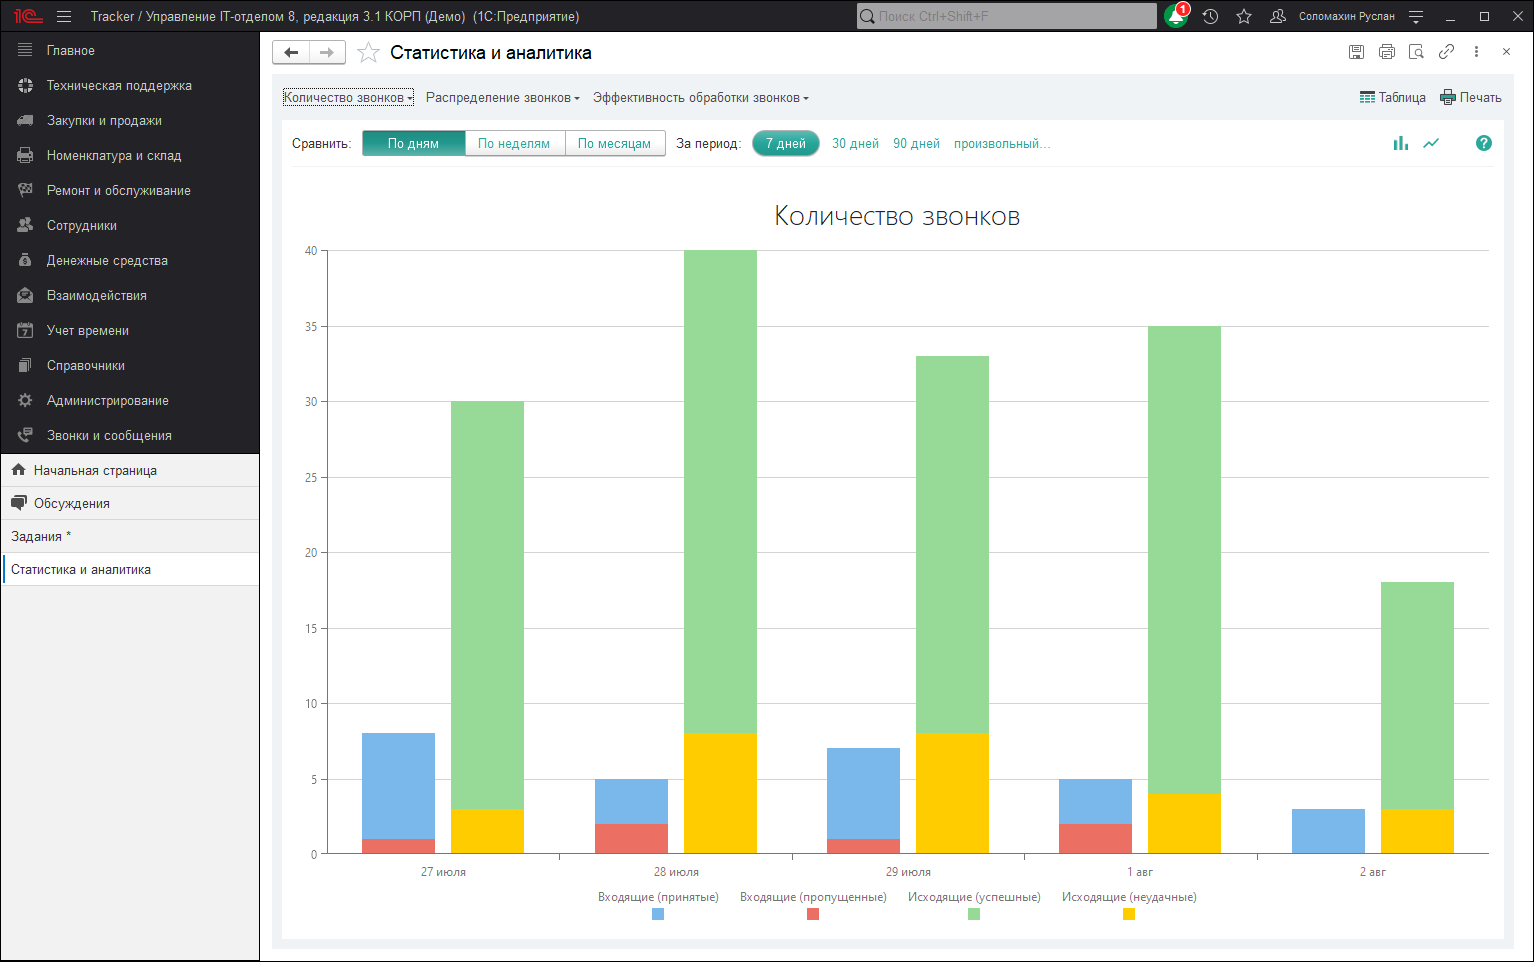 1С Tracker / Управление IT-отделом 8, редакция 3.1 КОРП (Демо) (1С:Предприятие) Поиск Ctrl+Shift+F 1 Соломахин Руслан
Главное
Техническая поддержка
Закупки и продажи
Номенклатура и склад
Ремонт и обслуживание
Сотрудники
Денежные средства
Взаимодействия
Учет времени
Справочники
Администрирование
Звонки и сообщения
Начальная страница
Обсуждения
Задания *
Статистика и аналитика
Статистика и аналитика
Количество звонков Распределение звонков Эффективность обработки звонков Таблица Печать
Сравнить: По дням По неделям По месяцам За период: 7 дней 30 дней 90 дней произвольный... ?
Количество звонков
40
35
30
25
20
15
10
5
0
27 июля 28 июля 29 июля 1 авг 2 авг
Входящие (принятые) Входящие (пропущенные) Исходящие (успешные) Исходящие (неудачные)